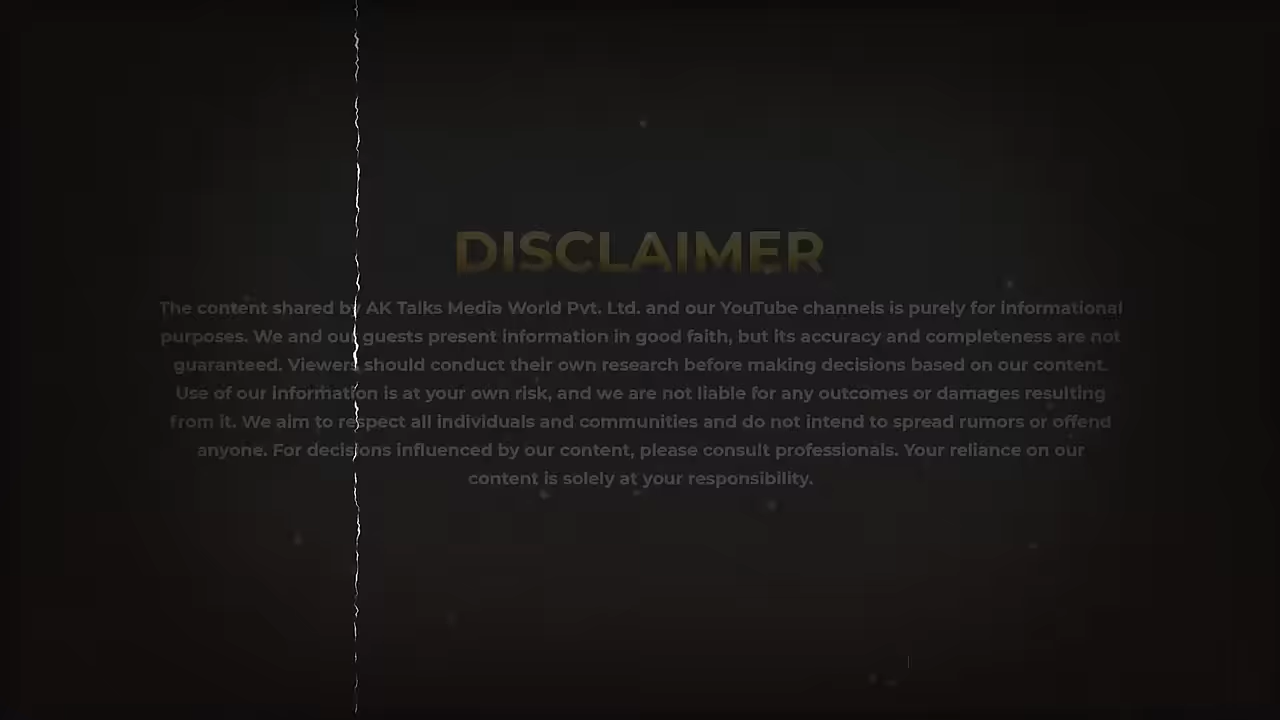 DISCLAIMER
The content shared by AK Talks Media World Pvt. Ltd. and our YouTube channels is purely for informational
purposes. We and our guests present information in good faith, but its accuracy and completeness are not
guaranteed. Viewers should conduct their own research before making decisions based on our content.
Use of our information is at your own risk, and we are not liable for any outcomes or damages resulting
from it. We aim to respect all individuals and communities and do not intend to spread rumors or offend
anyone. For decisions influenced by our content, please consult professionals. Your reliance on our
content is solely at your responsibility.